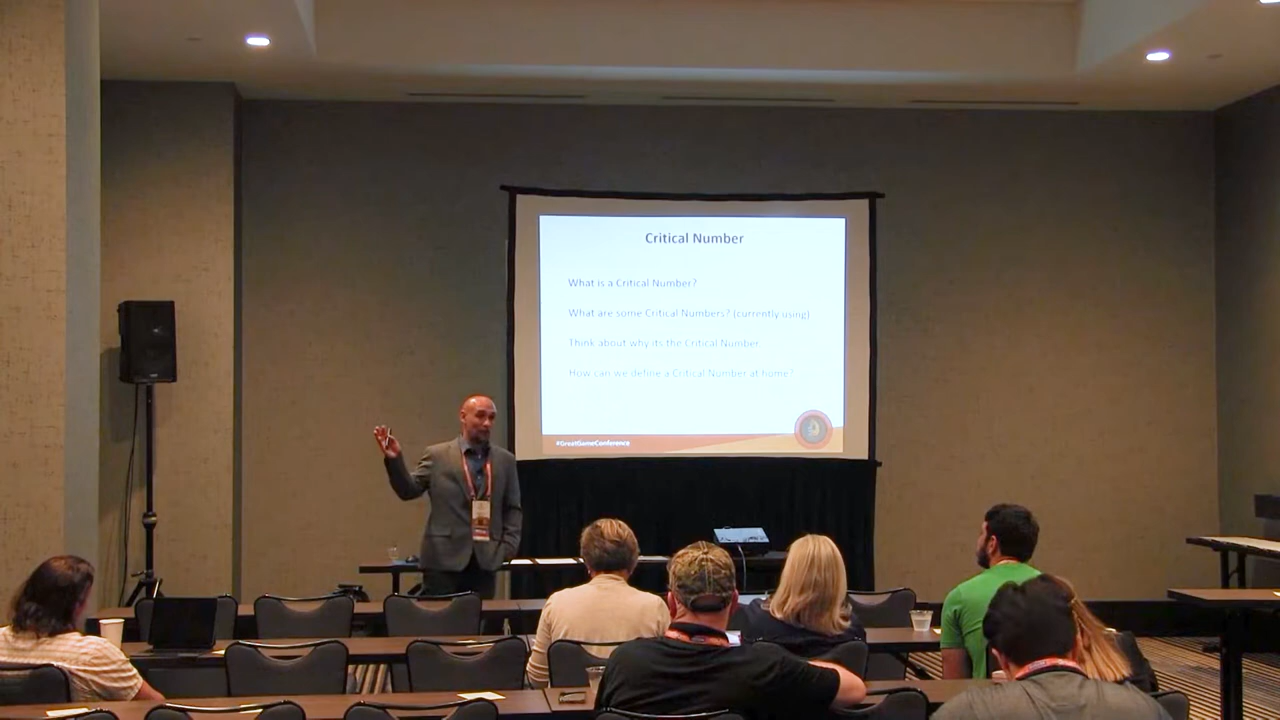 Critical Number
What is a Critical Number?
What are some Critical Numbers? (currently using)
Think about why its the Critical Number
How can we define a Critical Number at home?
#GreatGameConference